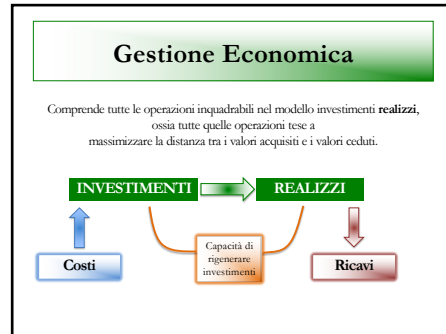 Gestione Economica
Comprende tutte le operazioni inquadrabili nel modello investimenti realizzi,
ossia tutte quelle operazioni tese a
massimizzare la distanza tra i valori acquisiti e i valori ceduti.
INVESTIMENTI
REALIZZI
Capacità di
rigenerare
investimenti
Costi
Ricavi